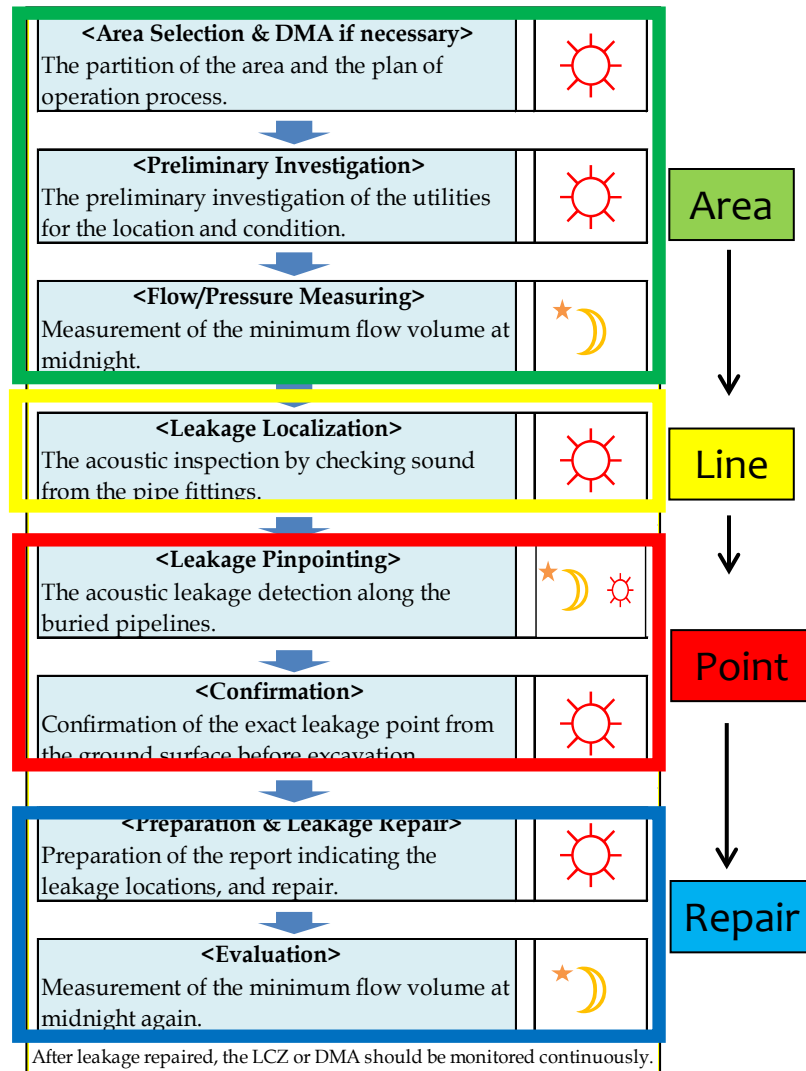 <Area Selection & DMA if necessary>
The partition of the area and the plan of
operation process.
<Preliminary Investigation>
The preliminary investigation of the utilities
for the location and condition.
<Flow/Pressure Measuring>
Measurement of the minimum flow volume at
midnight.
Area
<Leakage Localization>
The acoustic inspection by checking sound
from the pipe fittings.
Line
<Leakage Pinpointing>
The acoustic leakage detection along the
buried pipelines.
<Confirmation>
Confirmation of the exact leakage point from
the ground surface before excavation
Point
<Preparation & Leakage Repair>
Preparation of the report indicating the
leakage locations, and repair.
<Evaluation>
Measurement of the minimum flow volume at
midnight again.
Repair
After leakage repaired, the LCZ or DMA should be monitored continuously.